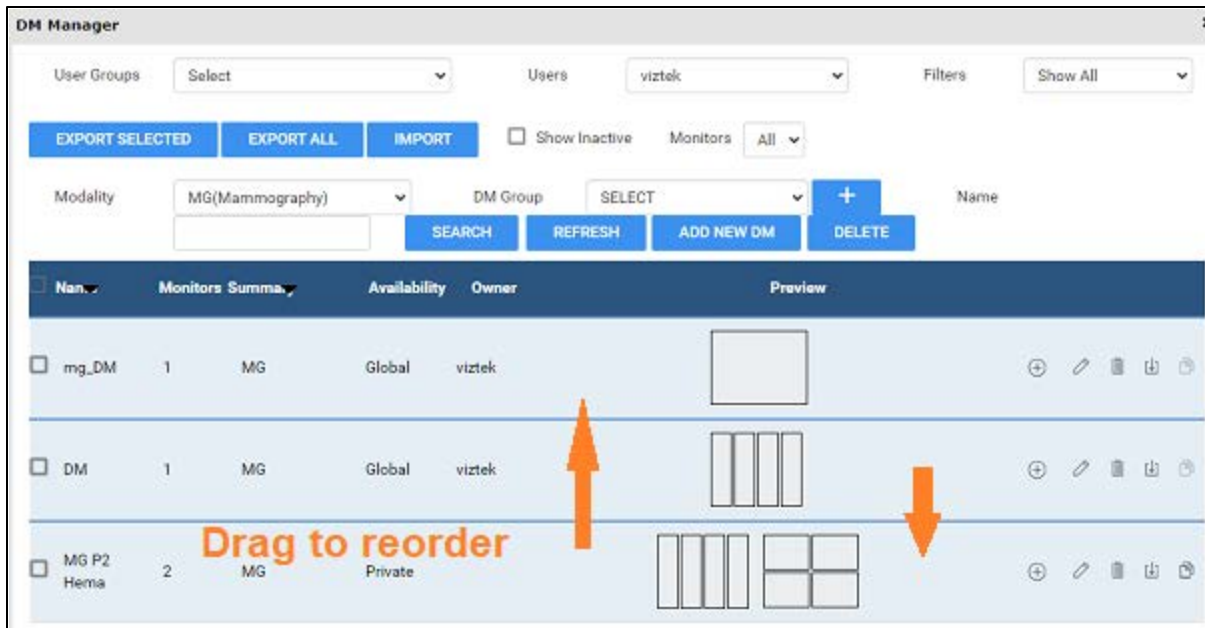 DM Manager
User Groups Select Users viztek Filters Show All
EXPORT SELECTED EXPORT ALL IMPORT Show Inactive Monitors All
Modality MG(Mammography) DM Group SELECT + Name
SEARCH REFRESH ADD NEW DM DELETE
Monitors Availability Owner Preview
mg_DM 1 MG Global viztek
DM 1 MG Global viztek
Drag to reorder
MG P2
Hema 2 MG Private